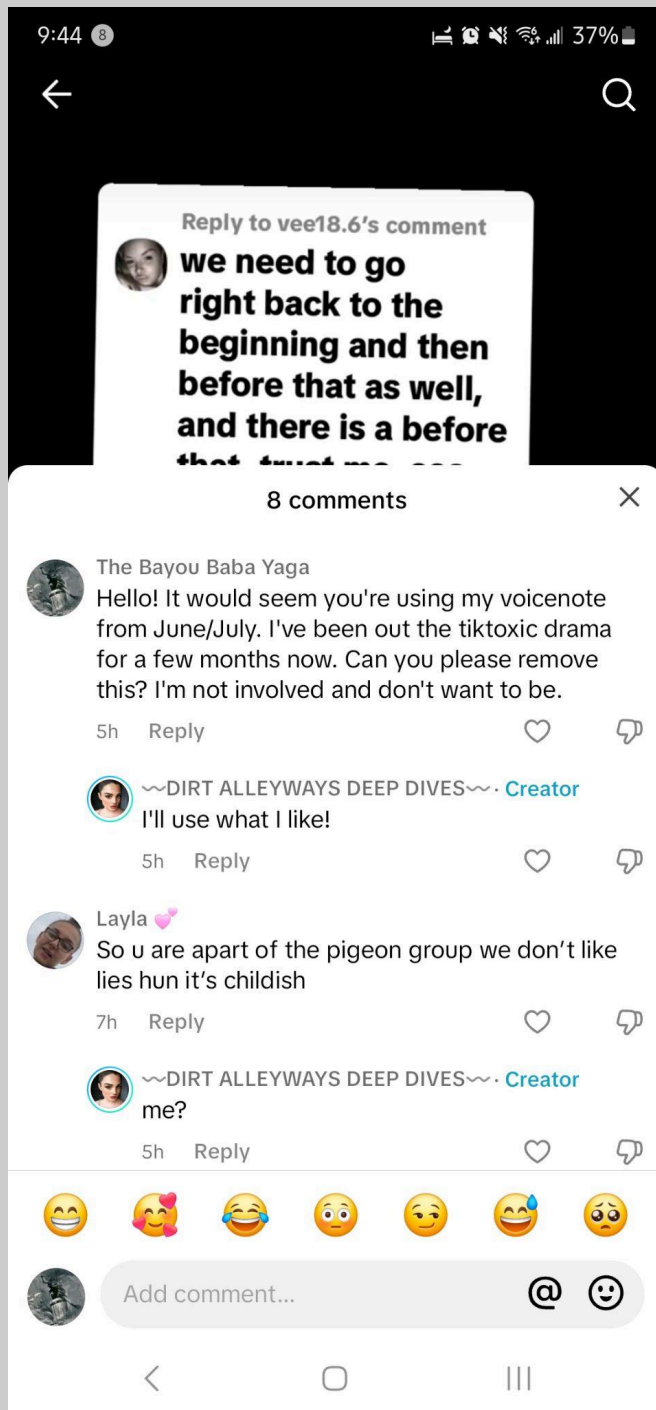 9:44 8 37%
Reply to vee18.6's comment
we need to go
right back to the
beginning and then
before that as well,
and there is a before
that, trust me,
8 comments
The Bayou Baba Yaga
Hello! It would seem you're using my voicenote
from June/July. I've been out the tiktoxic drama
for a few months now. Can you please remove
this? I'm not involved and don't want to be.
5h Reply
〰DIRT ALLEYWAYS DEEP DIVES〰 · Creator
I'll use what I like!
5h Reply
Layla 💕
So u are apart of the pigeon group we don't like
lies hun it's childish
7h Reply
〰DIRT ALLEYWAYS DEEP DIVES〰 · Creator
me?
5h Reply
😁 🥰 😂 😳 😏 😅 🥺
Add comment... @